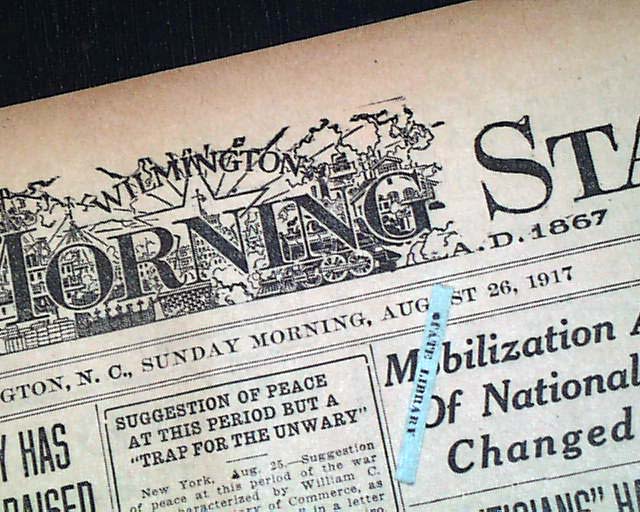 WILMINGTON
MORNING STA
A.D. 1867
GTON, N. C., SUNDAY MORNING, AUGUST 26, 1917
STATE LIBRARY
Y HAS
RAISED
SUGGESTION OF PEACE
AT THIS PERIOD BUT A
"TRAP FOR THE UNWARY"
New York, Aug. 25.—Suggestion
of peace at this period of the war
characterized by William C.
of Commerce, as
in a letter
Mobilization
Of National
Changed